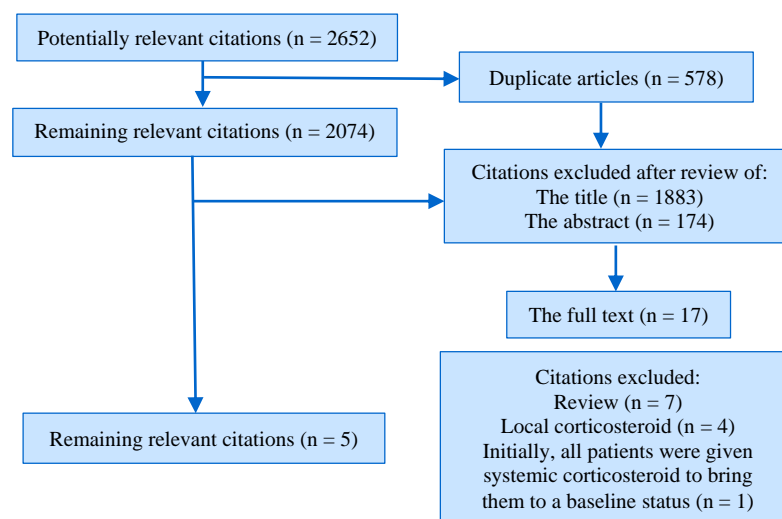 Potentially relevant citations (n = 2652)
Duplicate articles (n = 578)
Remaining relevant citations (n = 2074)
Citations excluded after review of:
The title (n = 1883)
The abstract (n = 174)
The full text (n = 17)
Citations excluded:
Review (n = 7)
Local corticosteroid (n = 4)
Initially, all patients were given
systemic corticosteroid to bring
them to a baseline status (n = 1)
Remaining relevant citations (n = 5)